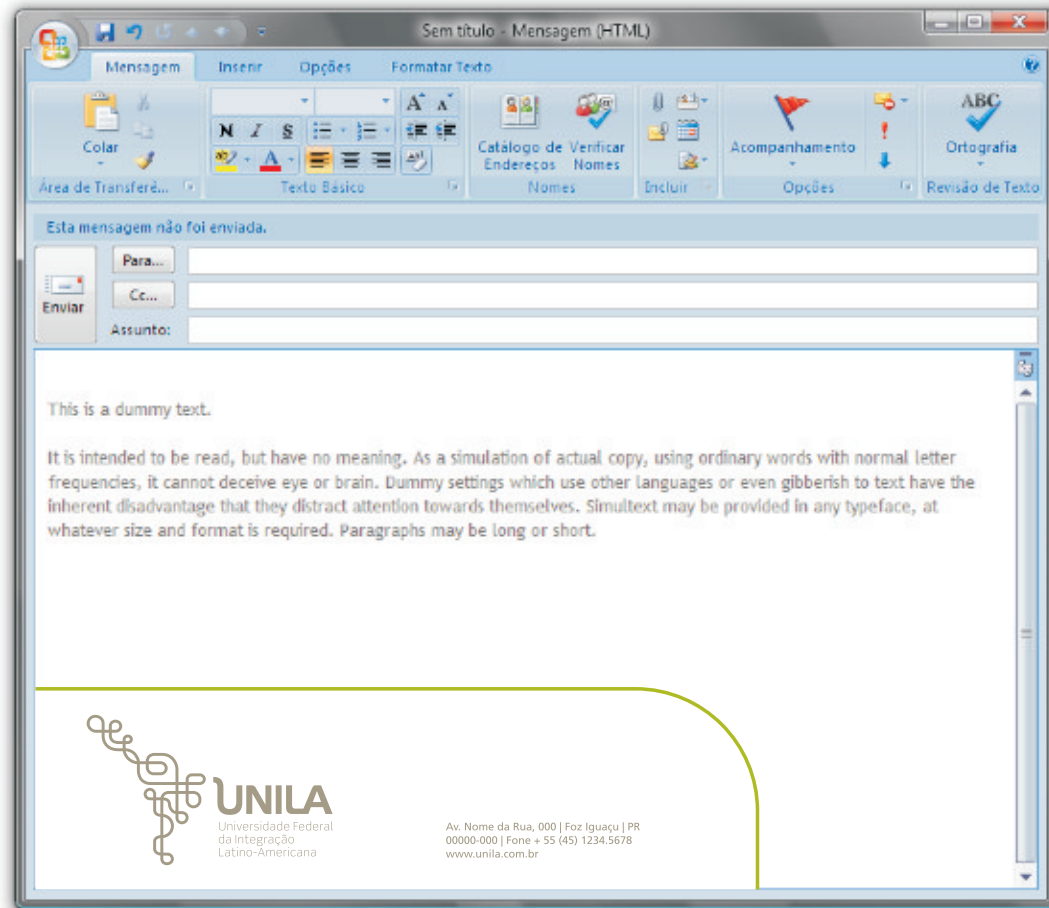 Sem título - Mensagem (HTML)
Mensagem Inserir Opções Formatar Texto
Colar
N I S
A A
Catálogo de Endereços
Verificar Nomes
Acompanhamento
ABC
Ortografia
Área de Transferê...
Texto Básico
Nomes
Incluir
Opções
Revisão de Texto
Esta mensagem não foi enviada.
Enviar
Para...
Cc...
Assunto:
This is a dummy text.
It is intended to be read, but have no meaning. As a simulation of actual copy, using ordinary words with normal letter
frequencies, it cannot deceive eye or brain. Dummy settings which use other languages or even gibberish to text have the
inherent disadvantage that they distract attention towards themselves. Simultext may be provided in any typeface, at
whatever size and format is required. Paragraphs may be long or short.
UNILA
Universidade Federal
da Integração
Latino-Americana
Av. Nome da Rua, 000 | Foz Iguaçu | PR
00000-000 | Fone + 55 (45) 1234.5678
www.unila.com.br